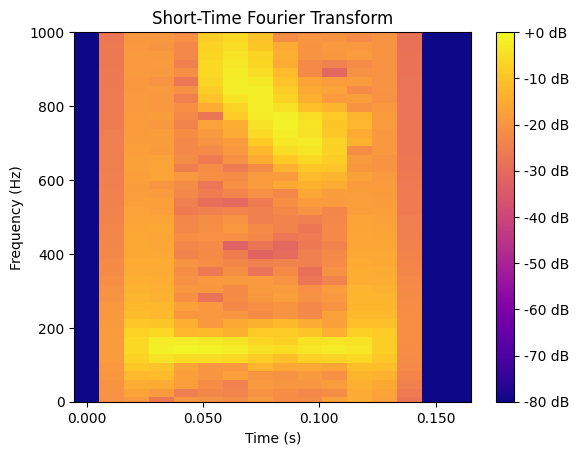 Short-Time Fourier Transform
1000
800
600
400
200
0
Frequency (Hz)
0.000
0.050
0.100
0.150
Time (s)
+0 dB
-10 dB
-20 dB
-30 dB
-40 dB
-50 dB
-60 dB
-70 dB
-80 dB